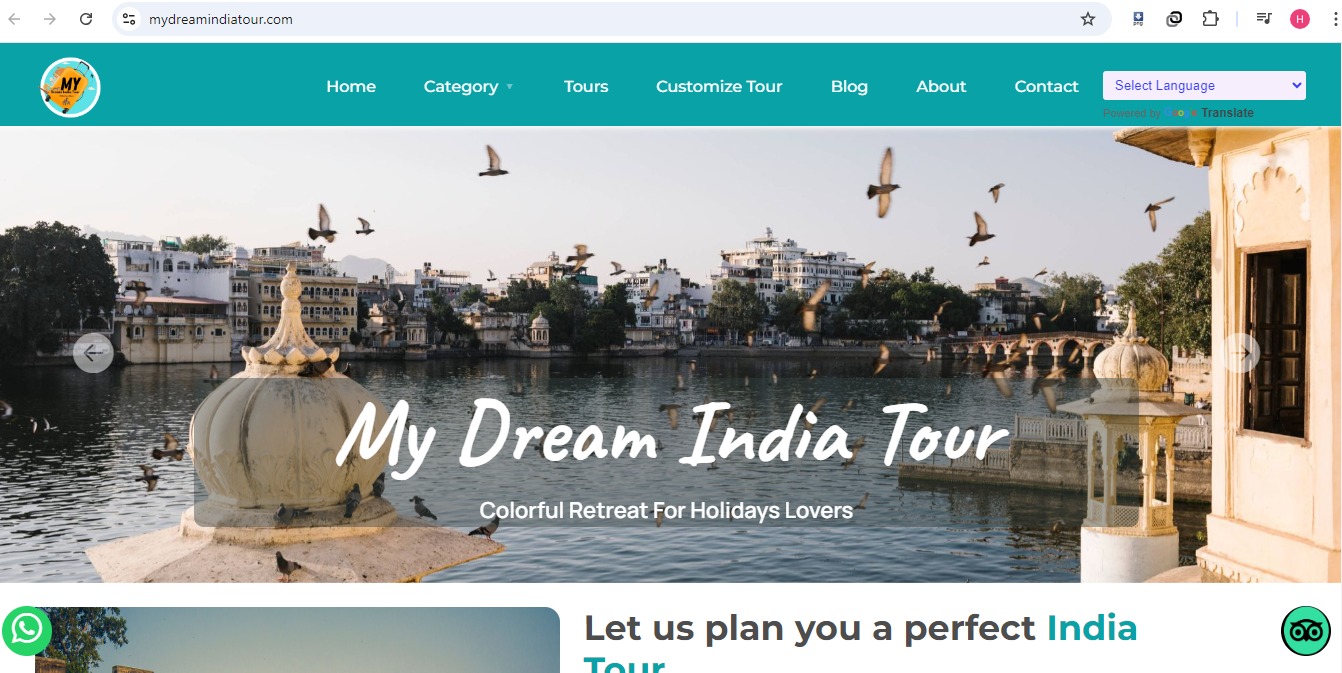 mydreamindiatour.com
H
MY
Home
Category
Tours
Customize Tour
Blog
About
Contact
Select Language
Powered by Google Translate
My Dream India Tour
Colorful Retreat For Holidays Lovers
Let us plan you a perfect India
Tour